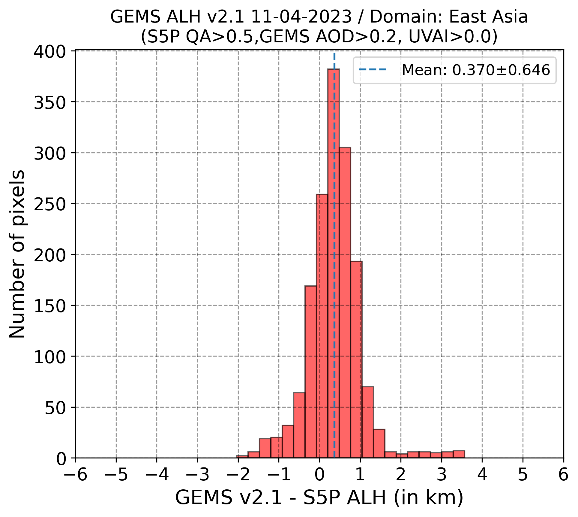 GEMS ALH v2.1 11-04-2023 / Domain: East Asia
(S5P QA>0.5,GEMS AOD>0.2, UVAI>0.0)
Mean: 0.370±0.646
400
350
300
250
200
150
100
50
0
Number of pixels
−6 −5 −4 −3 −2 −1 0 1 2 3 4 5 6
GEMS v2.1 - S5P ALH (in km)